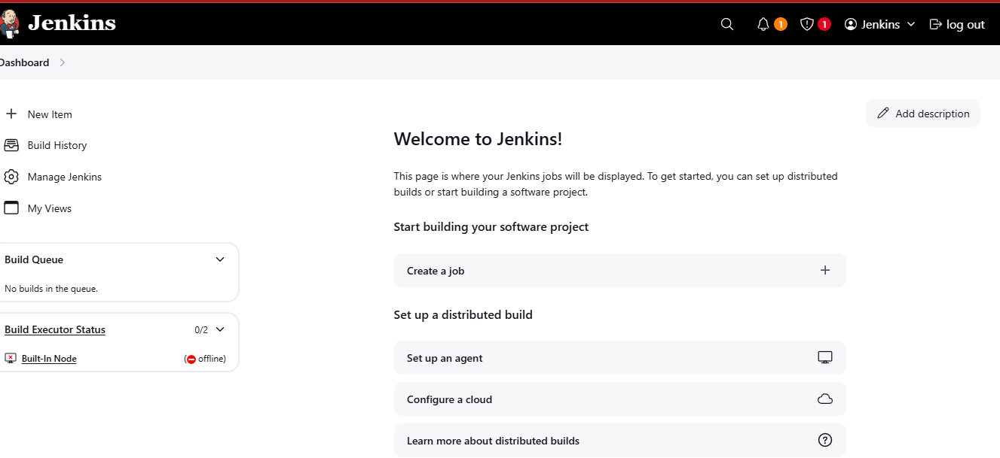 Jenkins
1
1
Jenkins
log out
Dashboard
New Item
Build History
Manage Jenkins
My Views
Build Queue
No builds in the queue.
Build Executor Status 0/2
Built-In Node (offline)
Add description
Welcome to Jenkins!
This page is where your Jenkins jobs will be displayed. To get started, you can set up distributed
builds or start building a software project.
Start building your software project
Create a job
Set up a distributed build
Set up an agent
Configure a cloud
Learn more about distributed builds